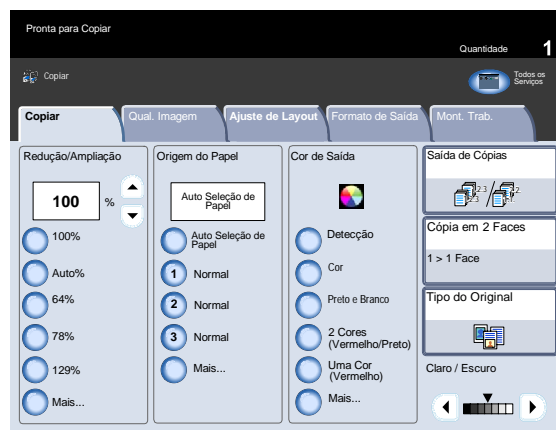 Pronta para Copiar
Quantidade 1
Copiar
Todos os
Serviços
Copiar
Qual. Imagem
Ajuste de Layout
Formato de Saída
Mont. Trab.
Redução/Ampliação
100 %
100%
Auto%
64%
78%
129%
Mais...
Origem do Papel
Auto Seleção de
Papel
Auto Seleção de
Papel
1 Normal
2 Normal
3 Normal
Mais...
Cor de Saída
Detecção
Cor
Preto e Branco
2 Cores
(Vermelho/Preto)
Uma Cor
(Vermelho)
Mais...
Saída de Cópias
Cópia em 2 Faces
1 > 1 Face
Tipo do Original
Claro / Escuro